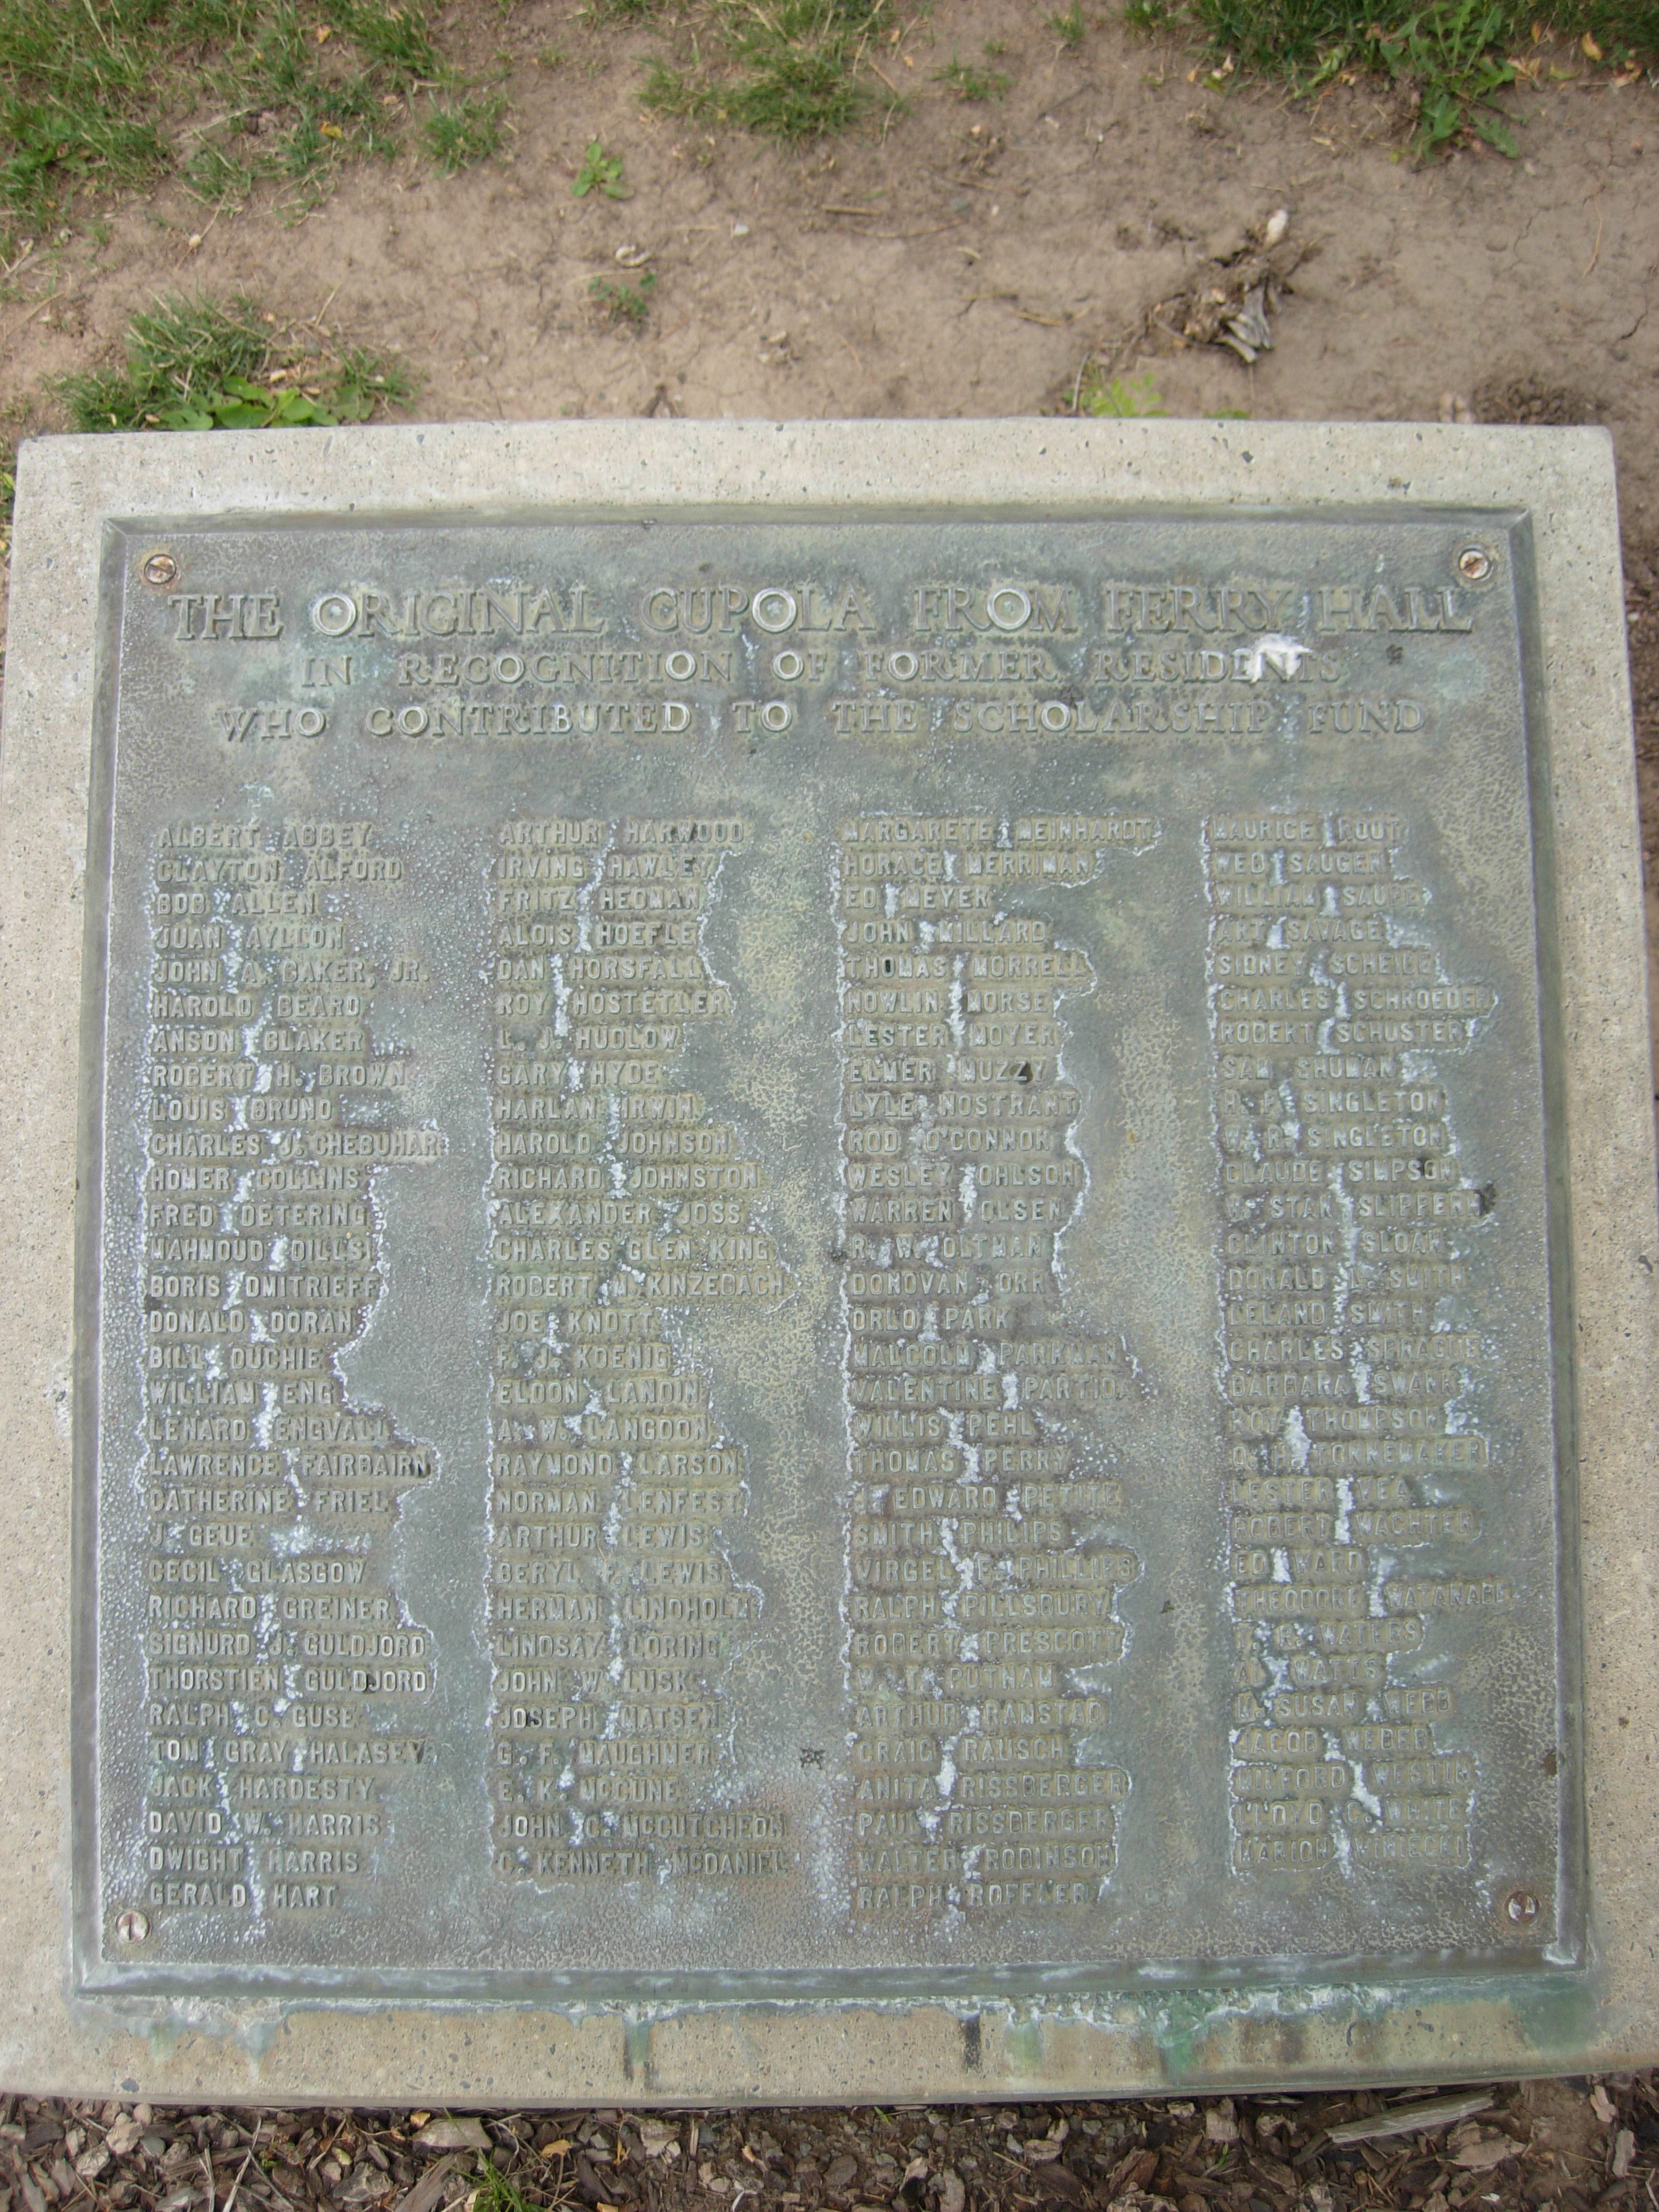 THE ORIGINAL CUPOLA FROM FERRY HALL
IN RECOGNITION OF FORMER RESIDENTS
WHO CONTRIBUTED TO THE SCHOLARSHIP FUND
ALBERT ABBEY
CLAYTON ALFORD
BOB ALLEN
JUAN AYLLON
JOHN A. BAKER, JR.
HAROLD BEARD
ANSON BLAKER
ROBERT H. BROWN
LOUIS BRUNO
CHARLES J. CHEBUHAR
HOMER COLLINS
FRED DETERING
MAHMOUD DILLSI
BORIS DMITRIEFF
DONALD DORAN
BILL DUCHIE
WILLIAM ENG
LENARD ENGVALL
LAWRENCE FAIRBAIRN
CATHERINE FRIEL
J. GEUE
CECIL GLASGOW
RICHARD GREINER
SIGNURD J. GULDJORD
THORSTIEN GULDJORD
RALPH C. GUSE
TOM GRAY HALASEY
JACK HARDESTY
DAVID W. HARRIS
DWIGHT HARRIS
GERALD HART
ARTHUR HARWOOD
IRVING HAWLEY
FRITZ HEDMAN
ALOIS HOEFLE
DAN HORSFALL
ROY HOSTETLER
L. J. HUDLOW
GARY HYDE
HARLAN IRWIN
HAROLD JOHNSON
RICHARD JOHNSTON
ALEXANDER JOSS
CHARLES GLEN KING
ROBERT M. KINZEBACH
JOE KNOTT
F. J. KOENIG
ELDON LANDIN
A. W. LANGDON
RAYMOND LARSON
NORMAN LENFEST
ARTHUR LEWIS
BERYL F. LEWIS
HERMAN LINDHOLM
LINDSAY LORING
JOHN W. LUSK
JOSEPH MATSEN
G. F. MAUGHMER
E. K. MCCUNE
JOHN C. MCCUTCHEON
C. KENNETH MCDANIEL
MARGARETE MEINHARDT
HORACE MERRIMAN
ED MEYER
JOHN MILLARD
THOMAS MORRELL
NOWLIN MORSE
LESTER MOYER
ELMER MUZZY
LYLE NOSTRANT
ROD O'CONNOR
WESLEY OHLSON
WARREN OLSEN
R. W. OLTMAN
DONOVAN ORR
ORLO PARK
MALCOLM PARKMAN
VALENTINE
WILLIS PEHL
THOMAS PERRY
J. EDWARD PETITE
SMITH PHILIPS
VIRGEL E. PHILLIPS
RALPH PILLSBURY
ROBERT PRESCOTT
PUTNAM
ARTHUR RAMSTAD
CRAIG RAUSCH
ANITA RISSBERGER
PAUL RISSBERGER
WALTER ROBINSON
RALPH ROFFLER
MAURICE ROUT
WED SAUGEN
WILLIAM SAUPE
ART SAVAGE
SIDNEY SCHEIBE
CHARLES SCHROEDER
ROBERT SCHUSTER
SAM SHUMAN
H. P. SINGLETON
W. R. SINGLETON
CLAUDE SIMPSON
W. STAN SLIPPERN
CLINTON SLOAN
DONALD L. SMITH
LELAND SMITH
CHARLES SPRAGUE
BARBARA SWANK
ROY THOMPSON
TONNEMAKER
LESTER VEA
ROBERT WACHTER
ED WARD
THEODORE WATANABE
WATERS
WATTS
K. SUSAN WEBB
JACOB WEBER
MILFORD WESTIN
LLOYD C. WHITE
MARION WINIECKI